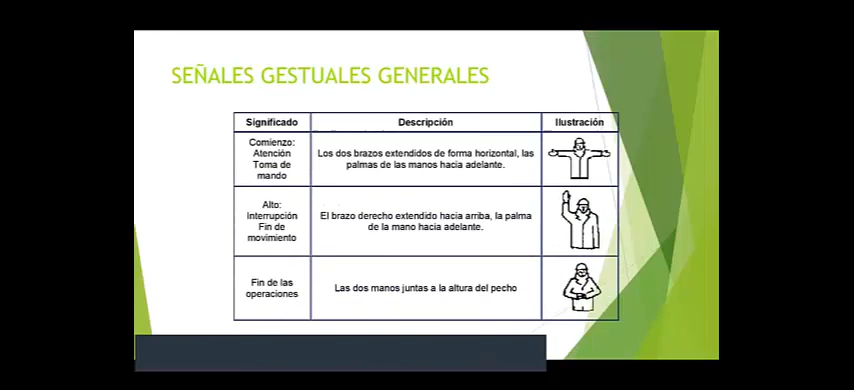 SEÑALES GESTUALES GENERALES
Significado Descripción Ilustración
Comienzo:
Atención
Toma de
mando
Los dos brazos extendidos de forma horizontal, las
palmas de las manos hacia adelante.
Alto:
Interrupción
Fin de
movimiento
El brazo derecho extendido hacia arriba, la palma
de la mano hacia adelante.
Fin de las
operaciones
Las dos manos juntas a la altura del pecho